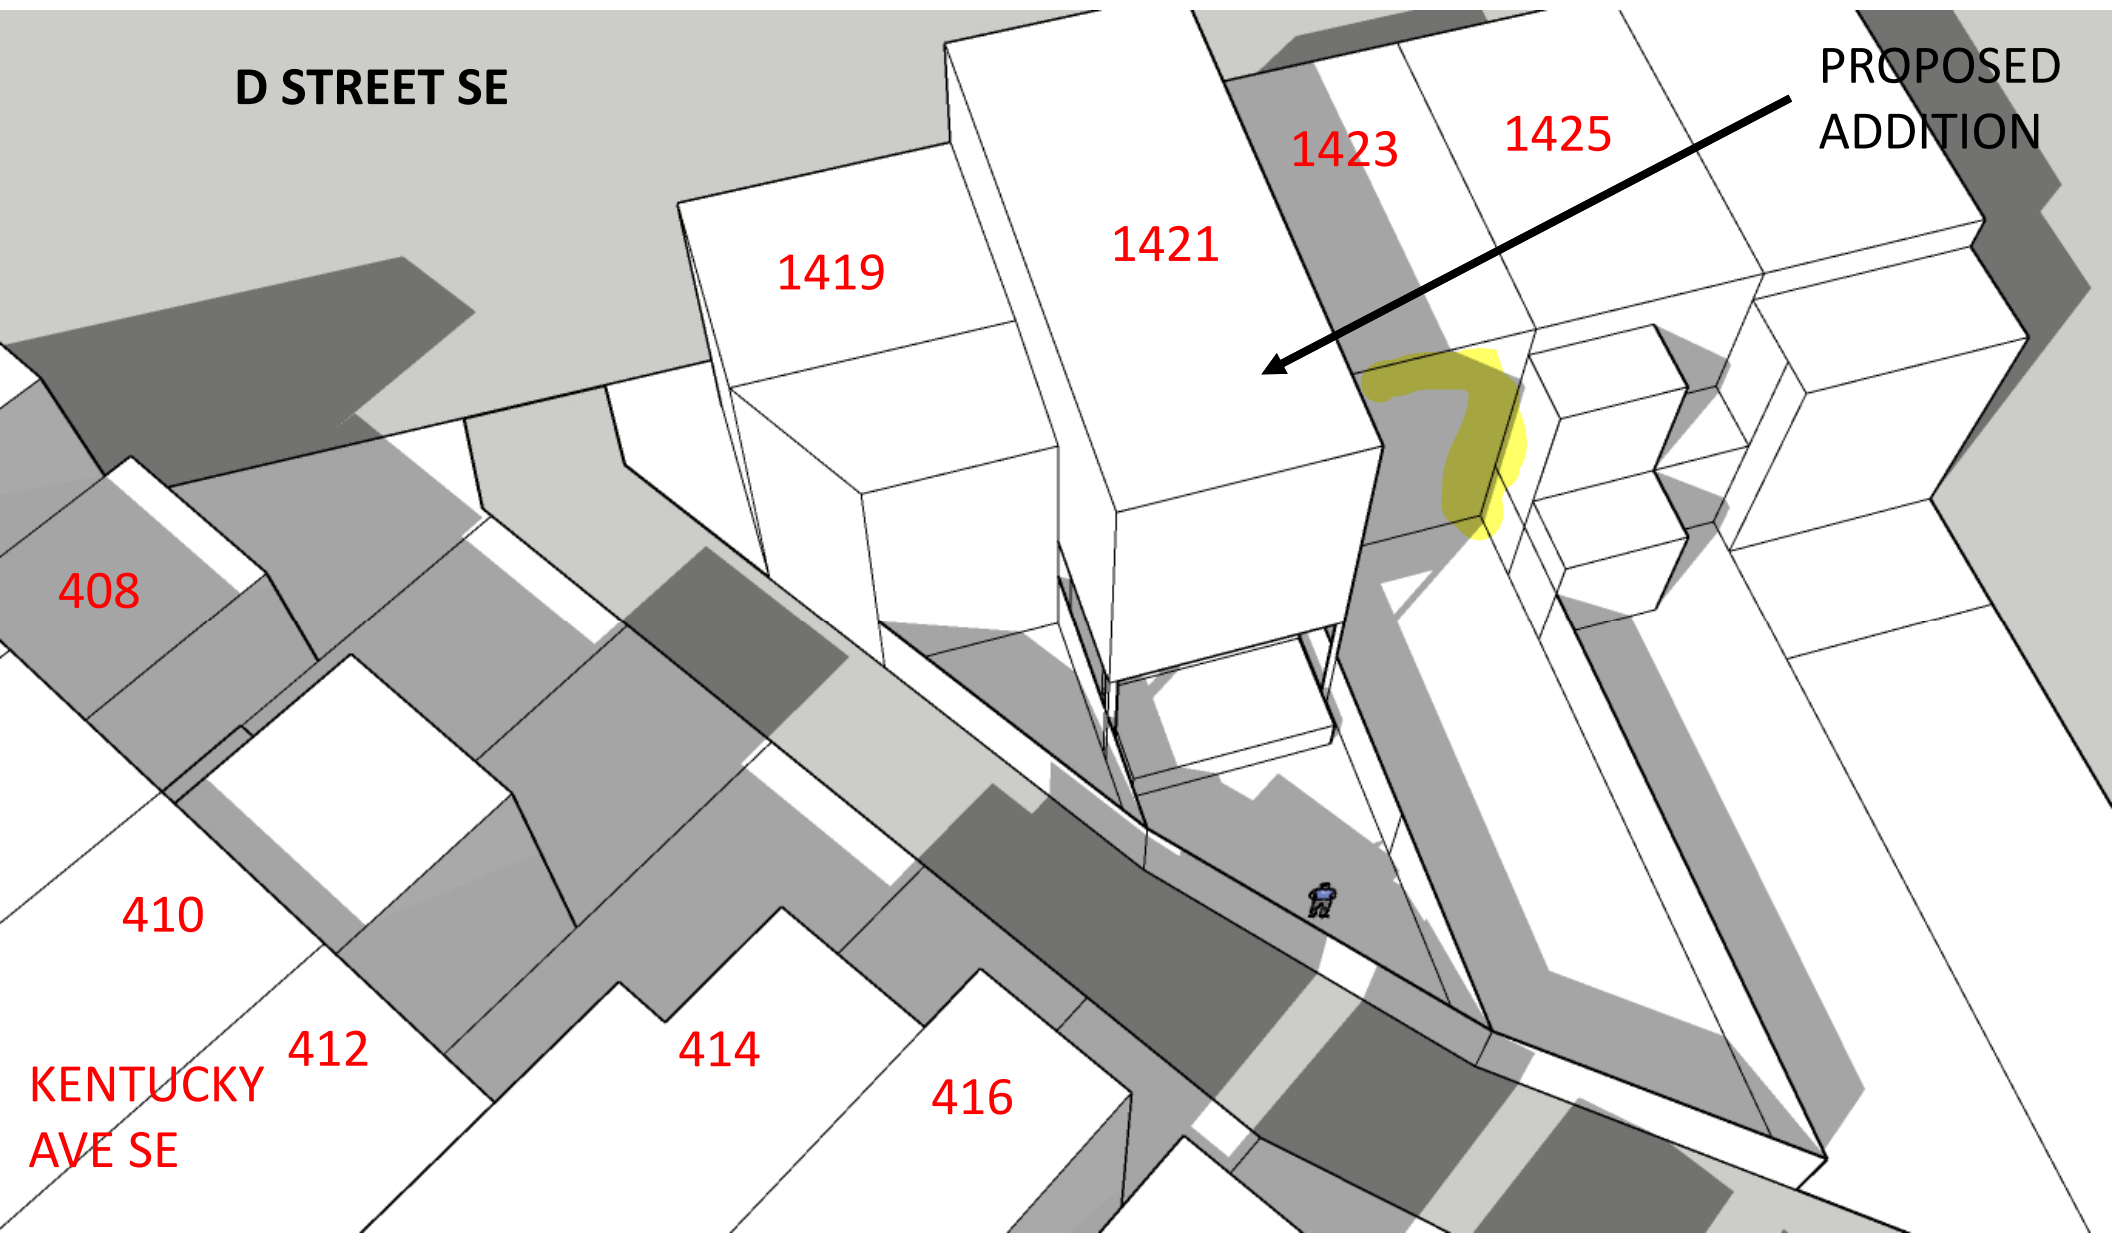 D STREET SE
PROPOSED
ADDITION
1423
1425
1421
1419
408
410
412
414
416
KENTUCKY
AVE SE